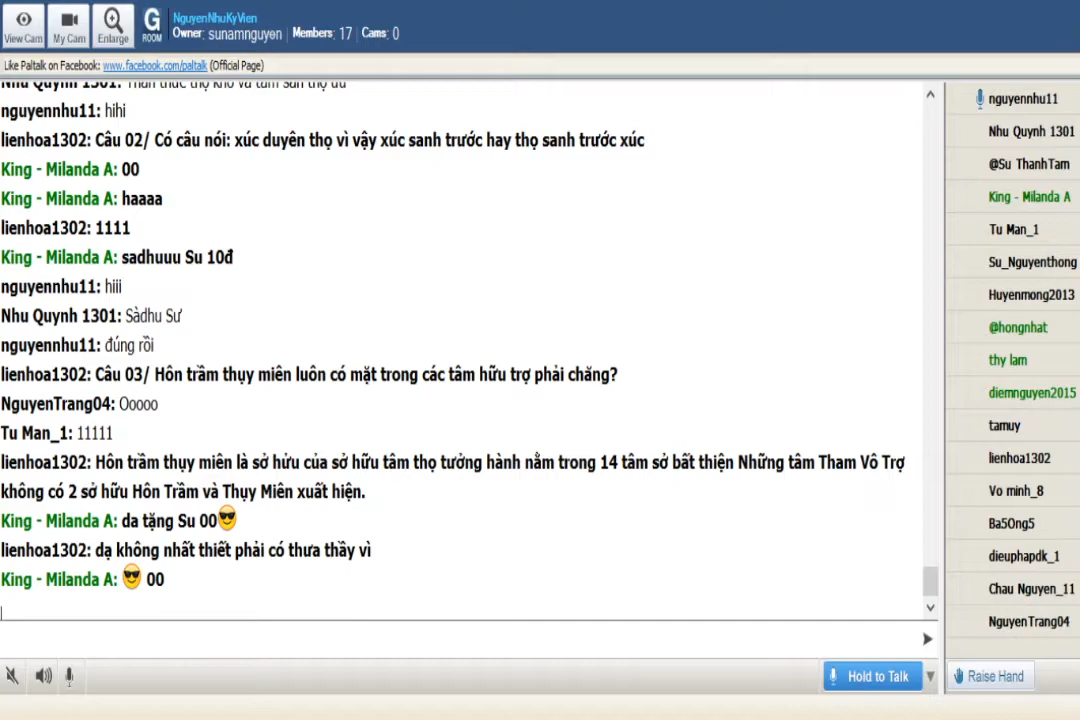 NguyenNhuKyVien
View Cam My Cam Enlarge G ROOM Owner: sunamnguyen | Members: 17 | Cams: 0
Like Paltalk on Facebook: www.facebook.com/paltalk (Official Page)
Nhu Quynh 1301: Thân thức thọ khổ và
nguyennhu11: hihi
lienhoa1302: Câu 02/ Có câu nói: xúc duyên thọ vì vậy xúc sanh trước hay thọ sanh trước xúc
King - Milanda A: 00
King - Milanda A: haaaa
lienhoa1302: 1111
King - Milanda A: sadhuuu Su 10đ
nguyennhu11: hiii
Nhu Quynh 1301: Sàdhu Sư
nguyennhu11: đúng rồi
lienhoa1302: Câu 03/ Hôn trầm thụy miên luôn có mặt trong các tâm hữu trợ phải chăng?
NguyenTrang04: Ooooo
Tu Man_1: 11111
lienhoa1302: Hôn trầm thụy miên là sở hửu của sở hữu tâm thọ tưởng hành nằm trong 14 tâm sở bất thiện Những tâm Tham Vô Trợ
không có 2 sở hữu Hôn Trầm và Thụy Miên xuất hiện.
King - Milanda A: da tặng Su 00
lienhoa1302: dạ không nhất thiết phải có thưa thầy vì
King - Milanda A: 00
nguyennhu11
Nhu Quynh 1301
@Su ThanhTam
King - Milanda A
Tu Man_1
Su_Nguyenthong
Huyenmong2013
@hongnhat
thy lam
diemnguyen2015
tamuy
lienhoa1302
Vo minh_8
Ba5Ong5
dieuphapdk_1
Chau Nguyen_11
NguyenTrang04
Hold to Talk
Raise Hand